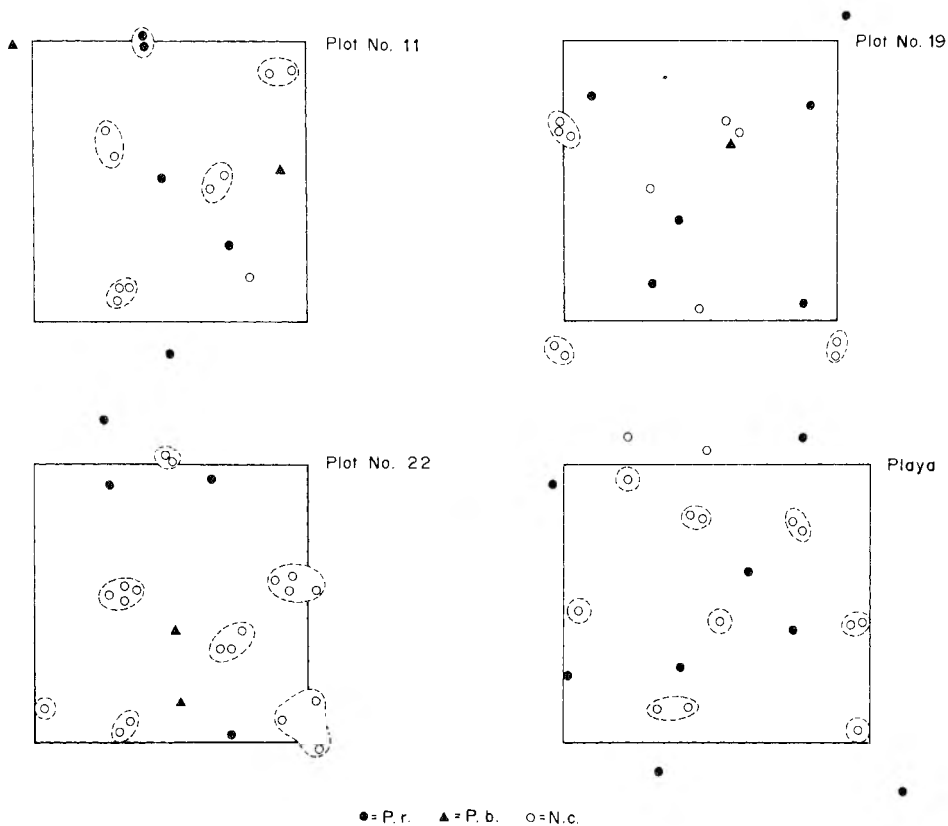 Plot No. 11
Plot No. 19
Plot No. 22
Playa
●= P. r. ▲= P. b. ○= N.c.